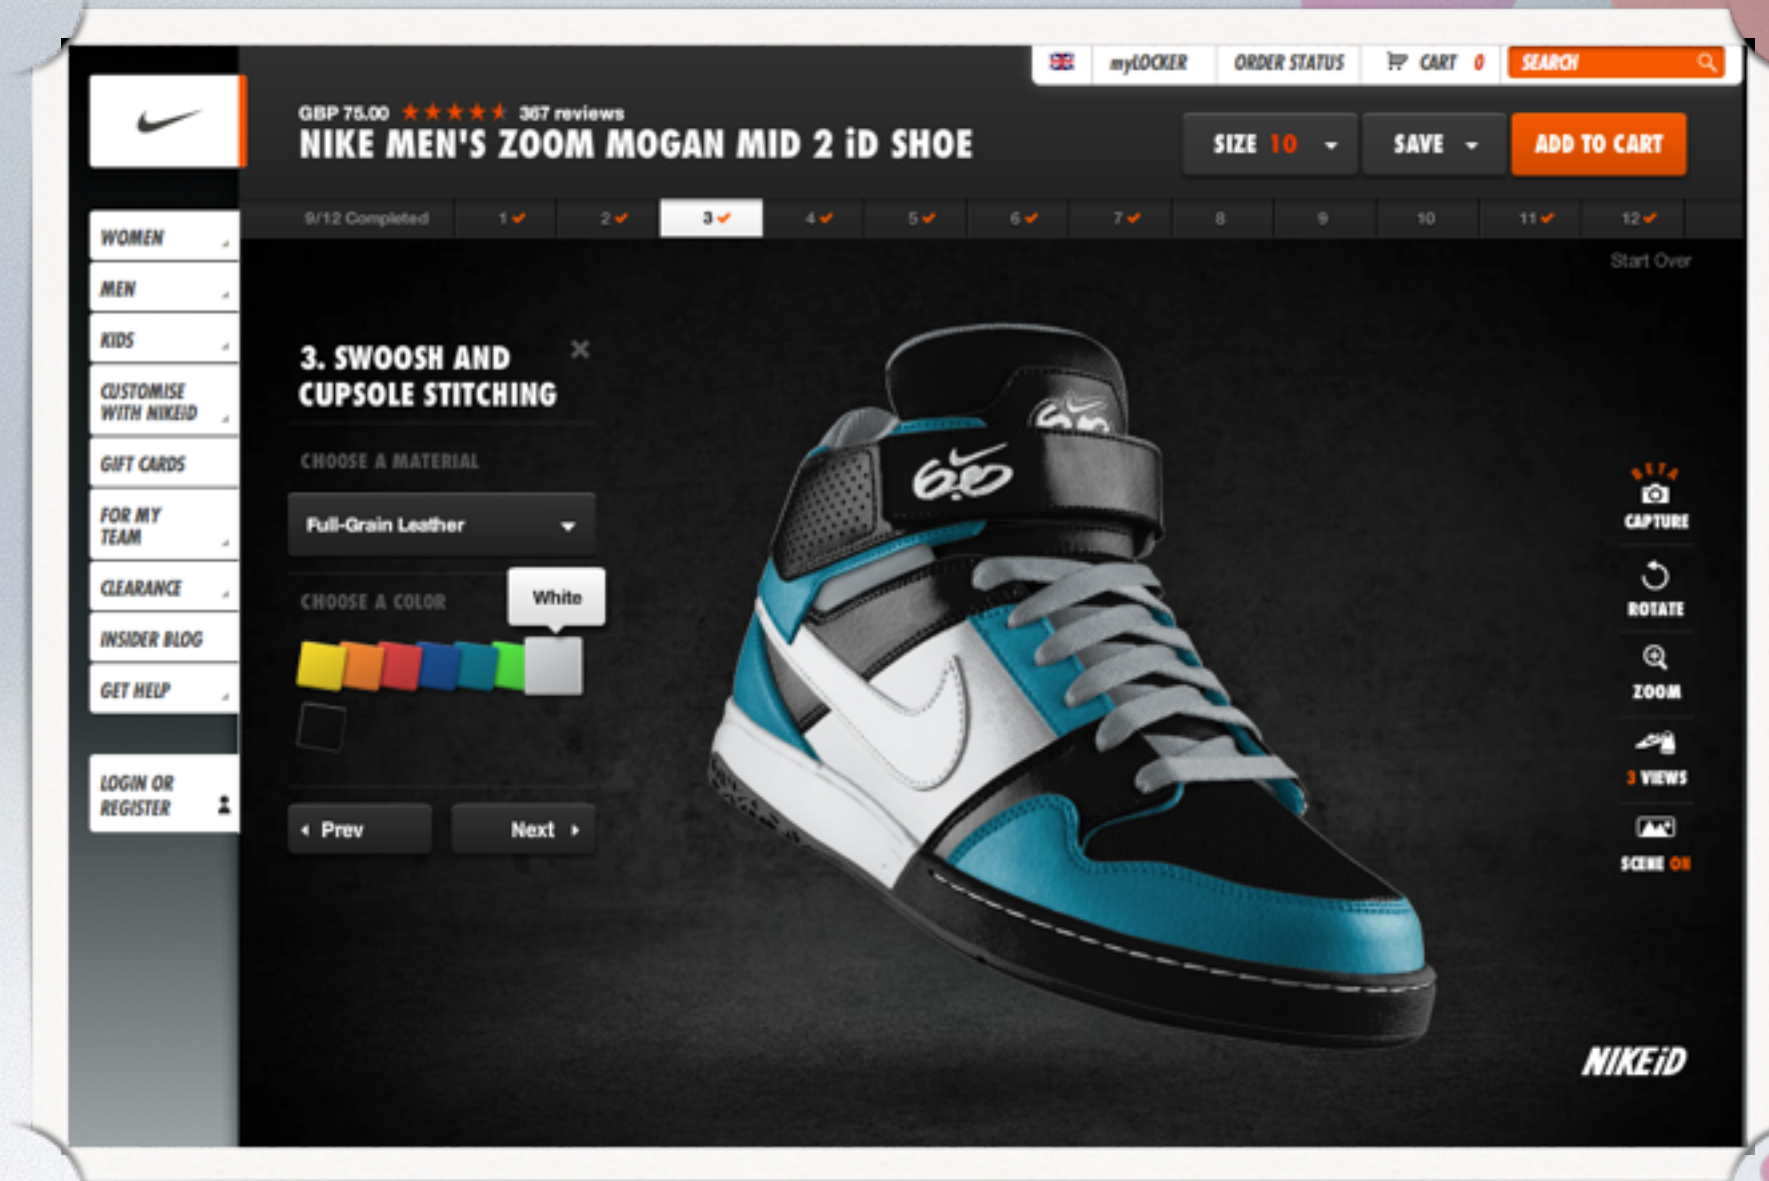 myLOCKER
ORDER STATUS
CART 0
SEARCH
GBP 75.00
367 reviews
NIKE MEN'S ZOOM MOGAN MID 2 iD SHOE
SIZE 10
SAVE
ADD TO CART
9/12 Completed
1
2
3
4
5
6
7
8
9
10
11
12
Start Over
WOMEN
MEN
KIDS
CUSTOMISE
WITH NIKEiD
GIFT CARDS
FOR MY
TEAM
CLEARANCE
INSIDER BLOG
GET HELP
LOGIN OR
REGISTER
3. SWOOSH AND
CUPSOLE STITCHING
CHOOSE A MATERIAL
Full-Grain Leather
CHOOSE A COLOR
White
Prev
Next
6.0
BETA
CAPTURE
ROTATE
ZOOM
3 VIEWS
SCENE ON
NIKEiD